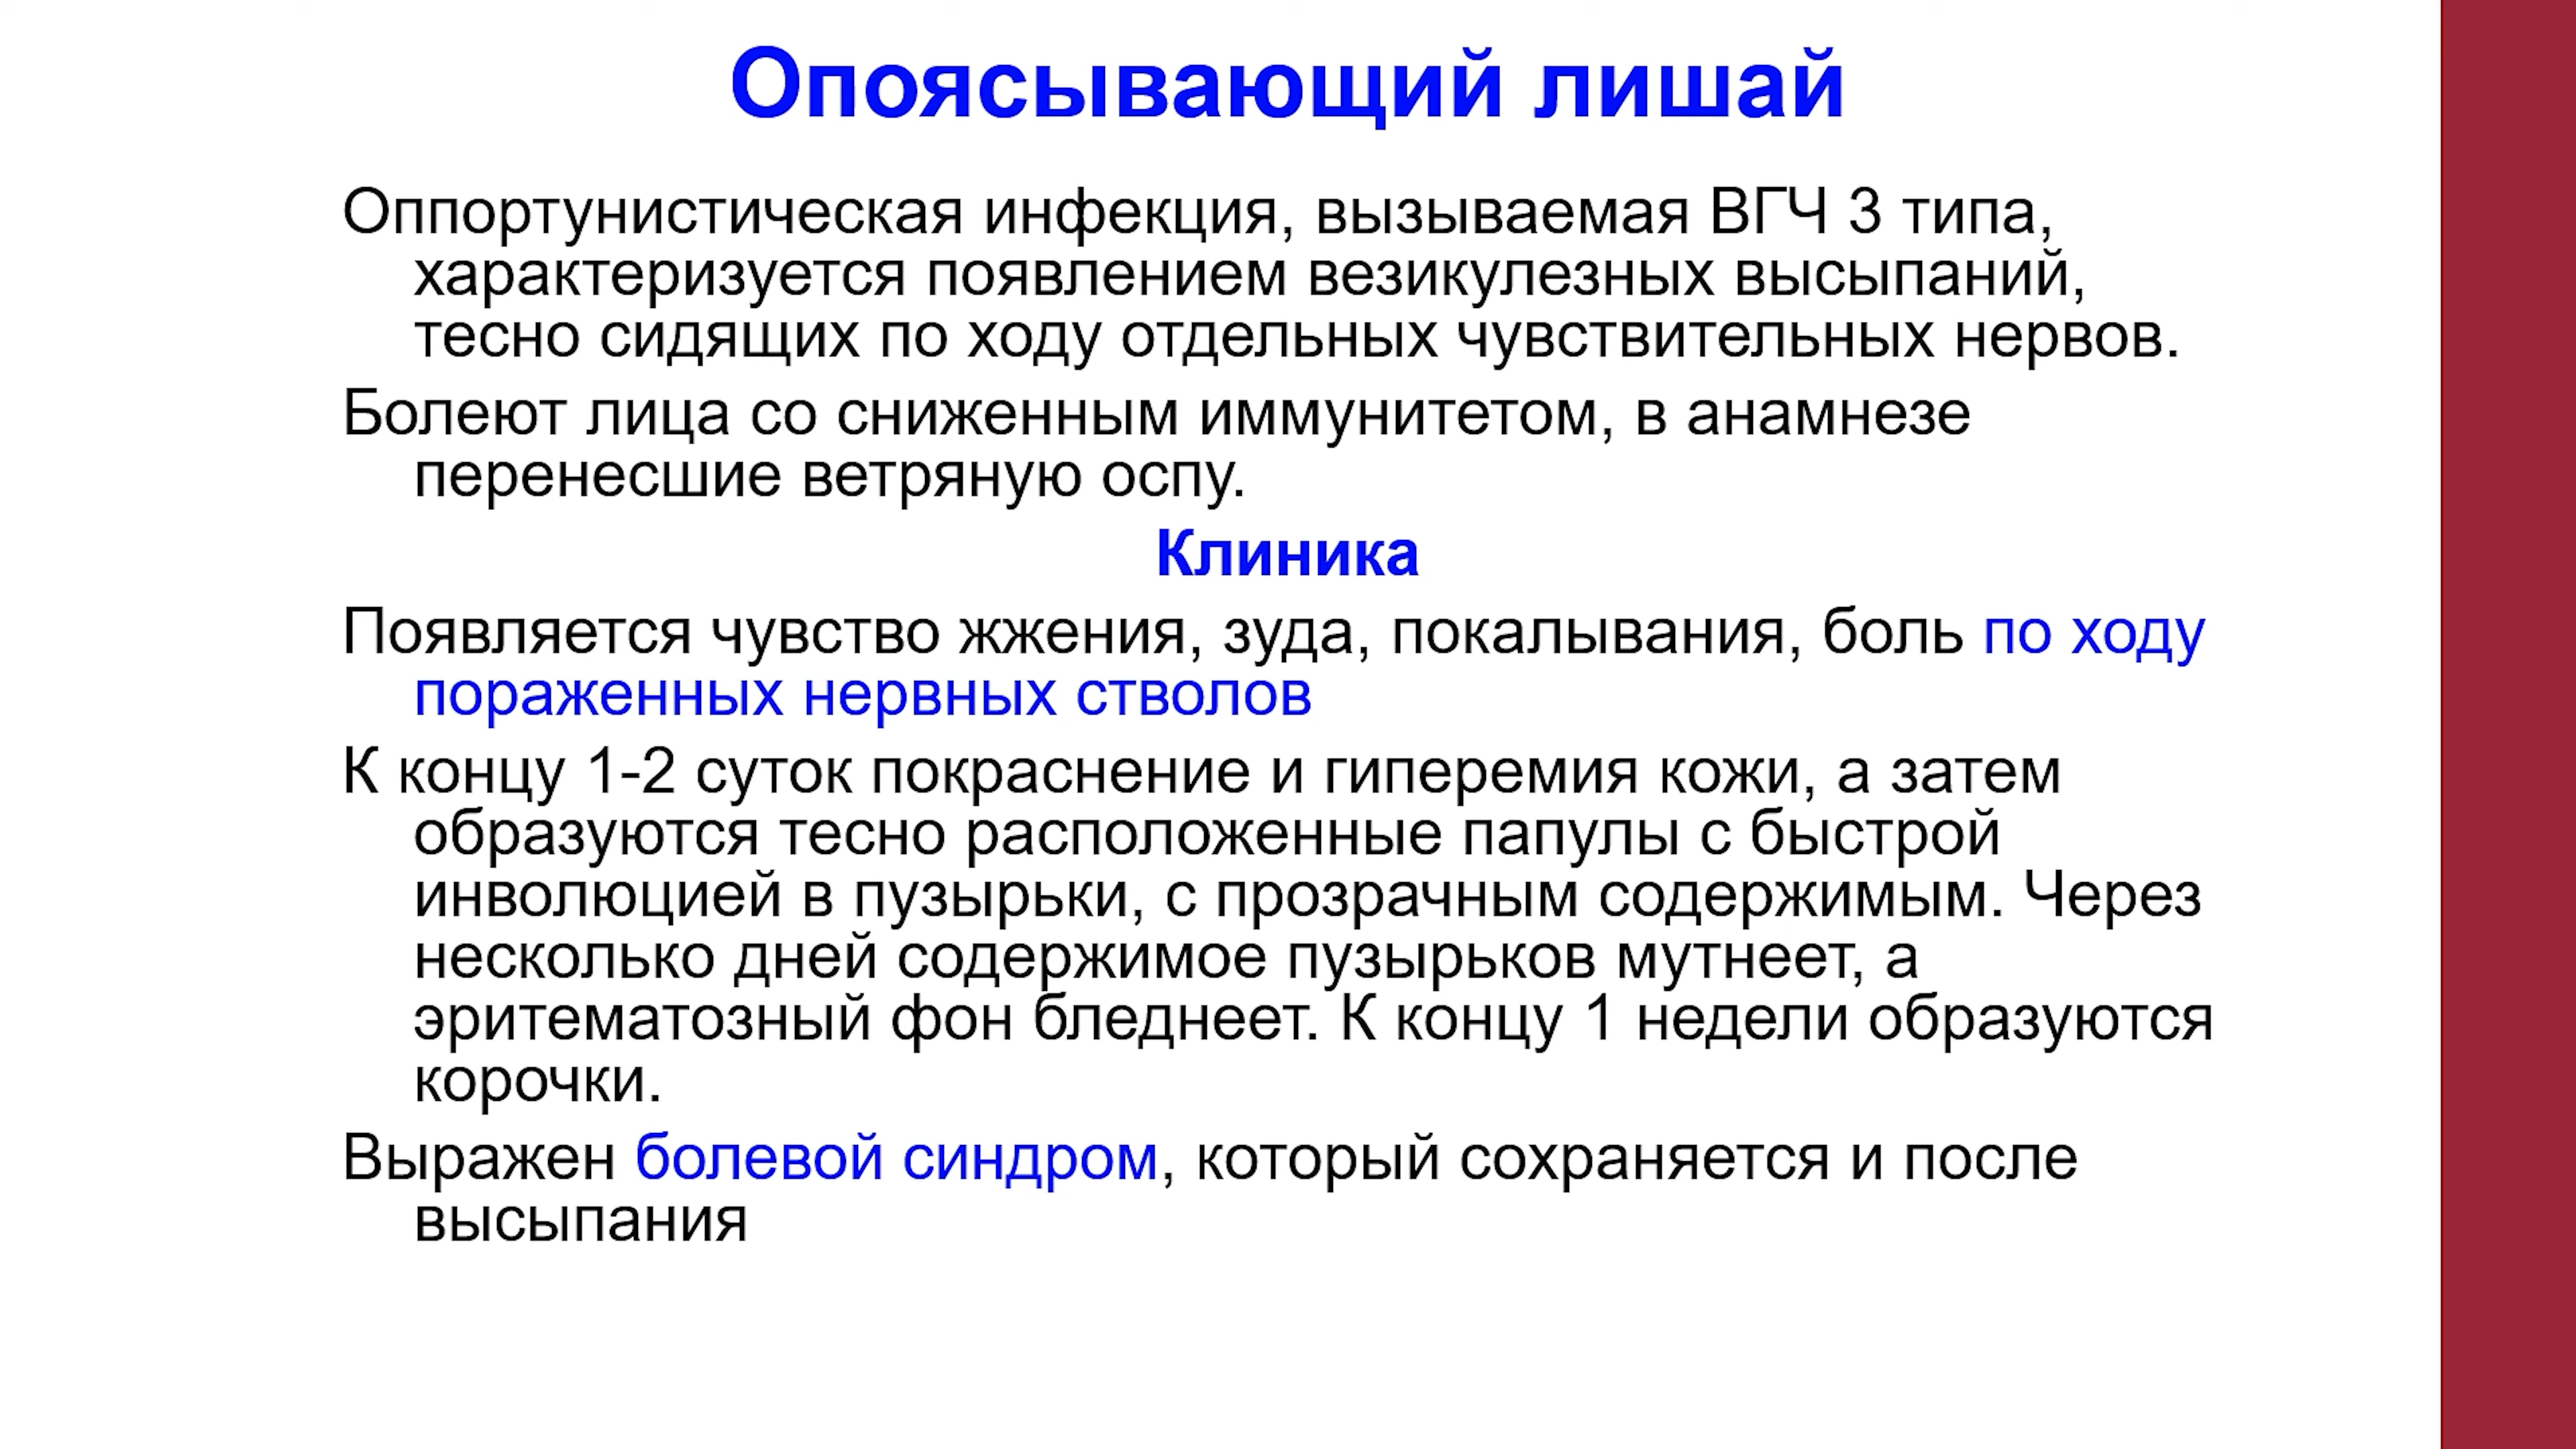 Опоясывающий лишай
Оппортунистическая инфекция, вызываемая ВГЧ 3 типа,
характеризуется появлением везикулезных высыпаний,
тесно сидящих по ходу отдельных чувствительных нервов.
Болеют лица со сниженным иммунитетом, в анамнезе
перенесшие ветряную оспу.
Клиника
Появляется чувство жжения, зуда, покалывания, боль по ходу
пораженных нервных стволов
К концу 1-2 суток покраснение и гиперемия кожи, а затем
образуются тесно расположенные папулы с быстрой
инволюцией в пузырьки, с прозрачным содержимым. Через
несколько дней содержимое пузырьков мутнеет, а
эритематозный фон бледнеет. К концу 1 недели образуются
корочки.
Выражен болевой синдром, который сохраняется и после
высыпания